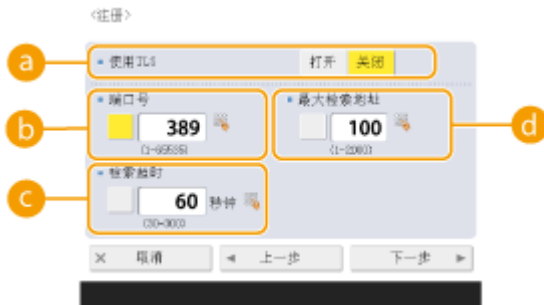 <注册>
a
• 使用TLS
打开
关闭
b
• 端口号
389
(1-65535)
• 最大检索地址
100
(1-2000)
d
c
• 检索超时
60 秒钟
(30-300)
× 取消
◄ 上一步
下一步 ►